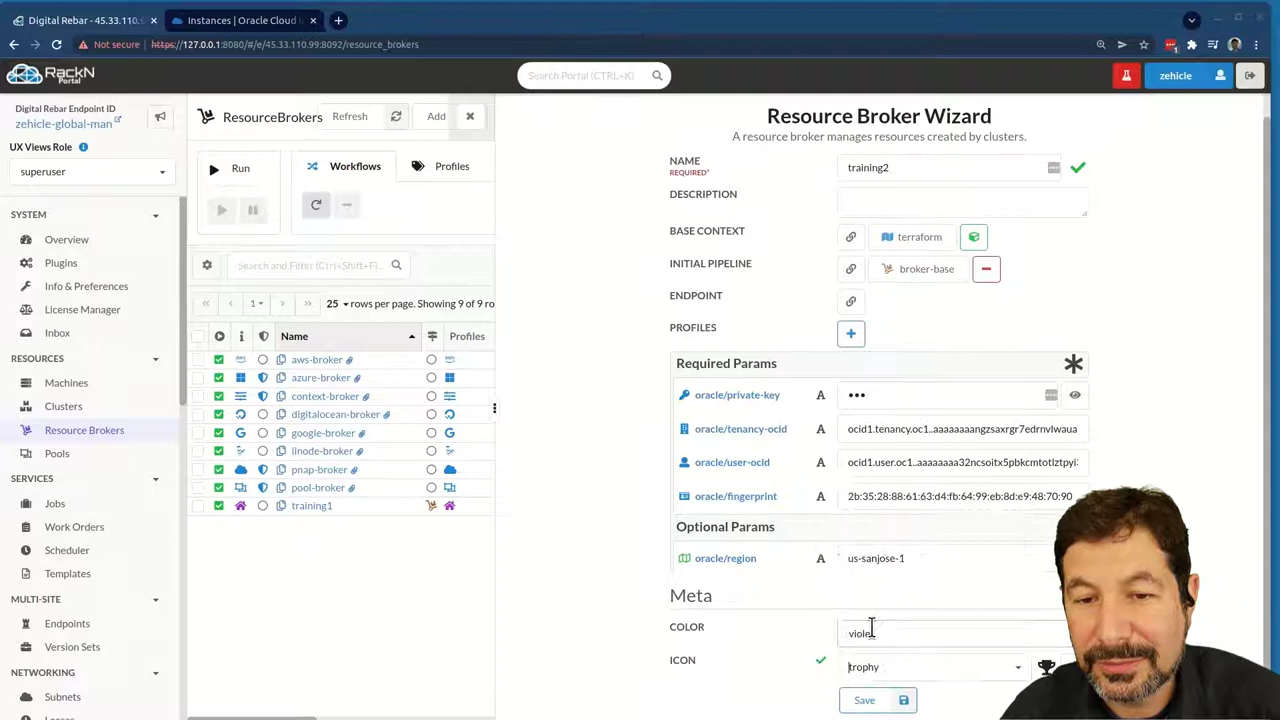 Digital Rebar - 45.33.110.9
Instances | Oracle Cloud I
Not secure
https://127.0.0.1:8080/#/e/45.33.110.99:8092/resource_brokers
RackN
Portal
Search Portal (CTRL+K)
zehicle
Digital Rebar Endpoint ID
zehicle-global-man
UX Views Role
superuser
SYSTEM
Overview
Plugins
Info & Preferences
License Manager
Inbox
RESOURCES
Machines
Clusters
Resource Brokers
Pools
SERVICES
Jobs
Work Orders
Scheduler
Templates
MULTI-SITE
Endpoints
Version Sets
NETWORKING
Subnets
ResourceBrokers
Refresh
Add
Run
Workflows
Profiles
Search and Filter (Ctrl+Shift+F)...
1
25 rows per page. Showing 9 of 9 ro
Name
Profiles
aws-broker
azure-broker
context-broker
digitalocean-broker
google-broker
linode-broker
pnap-broker
pool-broker
training1
Resource Broker Wizard
A resource broker manages resources created by clusters.
NAME
REQUIRED*
training2
DESCRIPTION
BASE CONTEXT
terraform
INITIAL PIPELINE
broker-base
ENDPOINT
PROFILES
Required Params
oracle/private-key
A
•••
oracle/tenancy-ocid
A
ocid1.tenancy.oc1..aaaaaaaangzsaxrgr7edrnvlwaua
oracle/user-ocid
A
ocid1.user.oc1..aaaaaaaa32ncsoitx5pbkcmtotlztpyi
oracle/fingerprint
A
2b:35:28:88:61:63:d4:fb:64:99:eb:8d:e9:48:70:90
Optional Params
oracle/region
A
us-sanjose-1
Meta
COLOR
ICON
trophy
Save